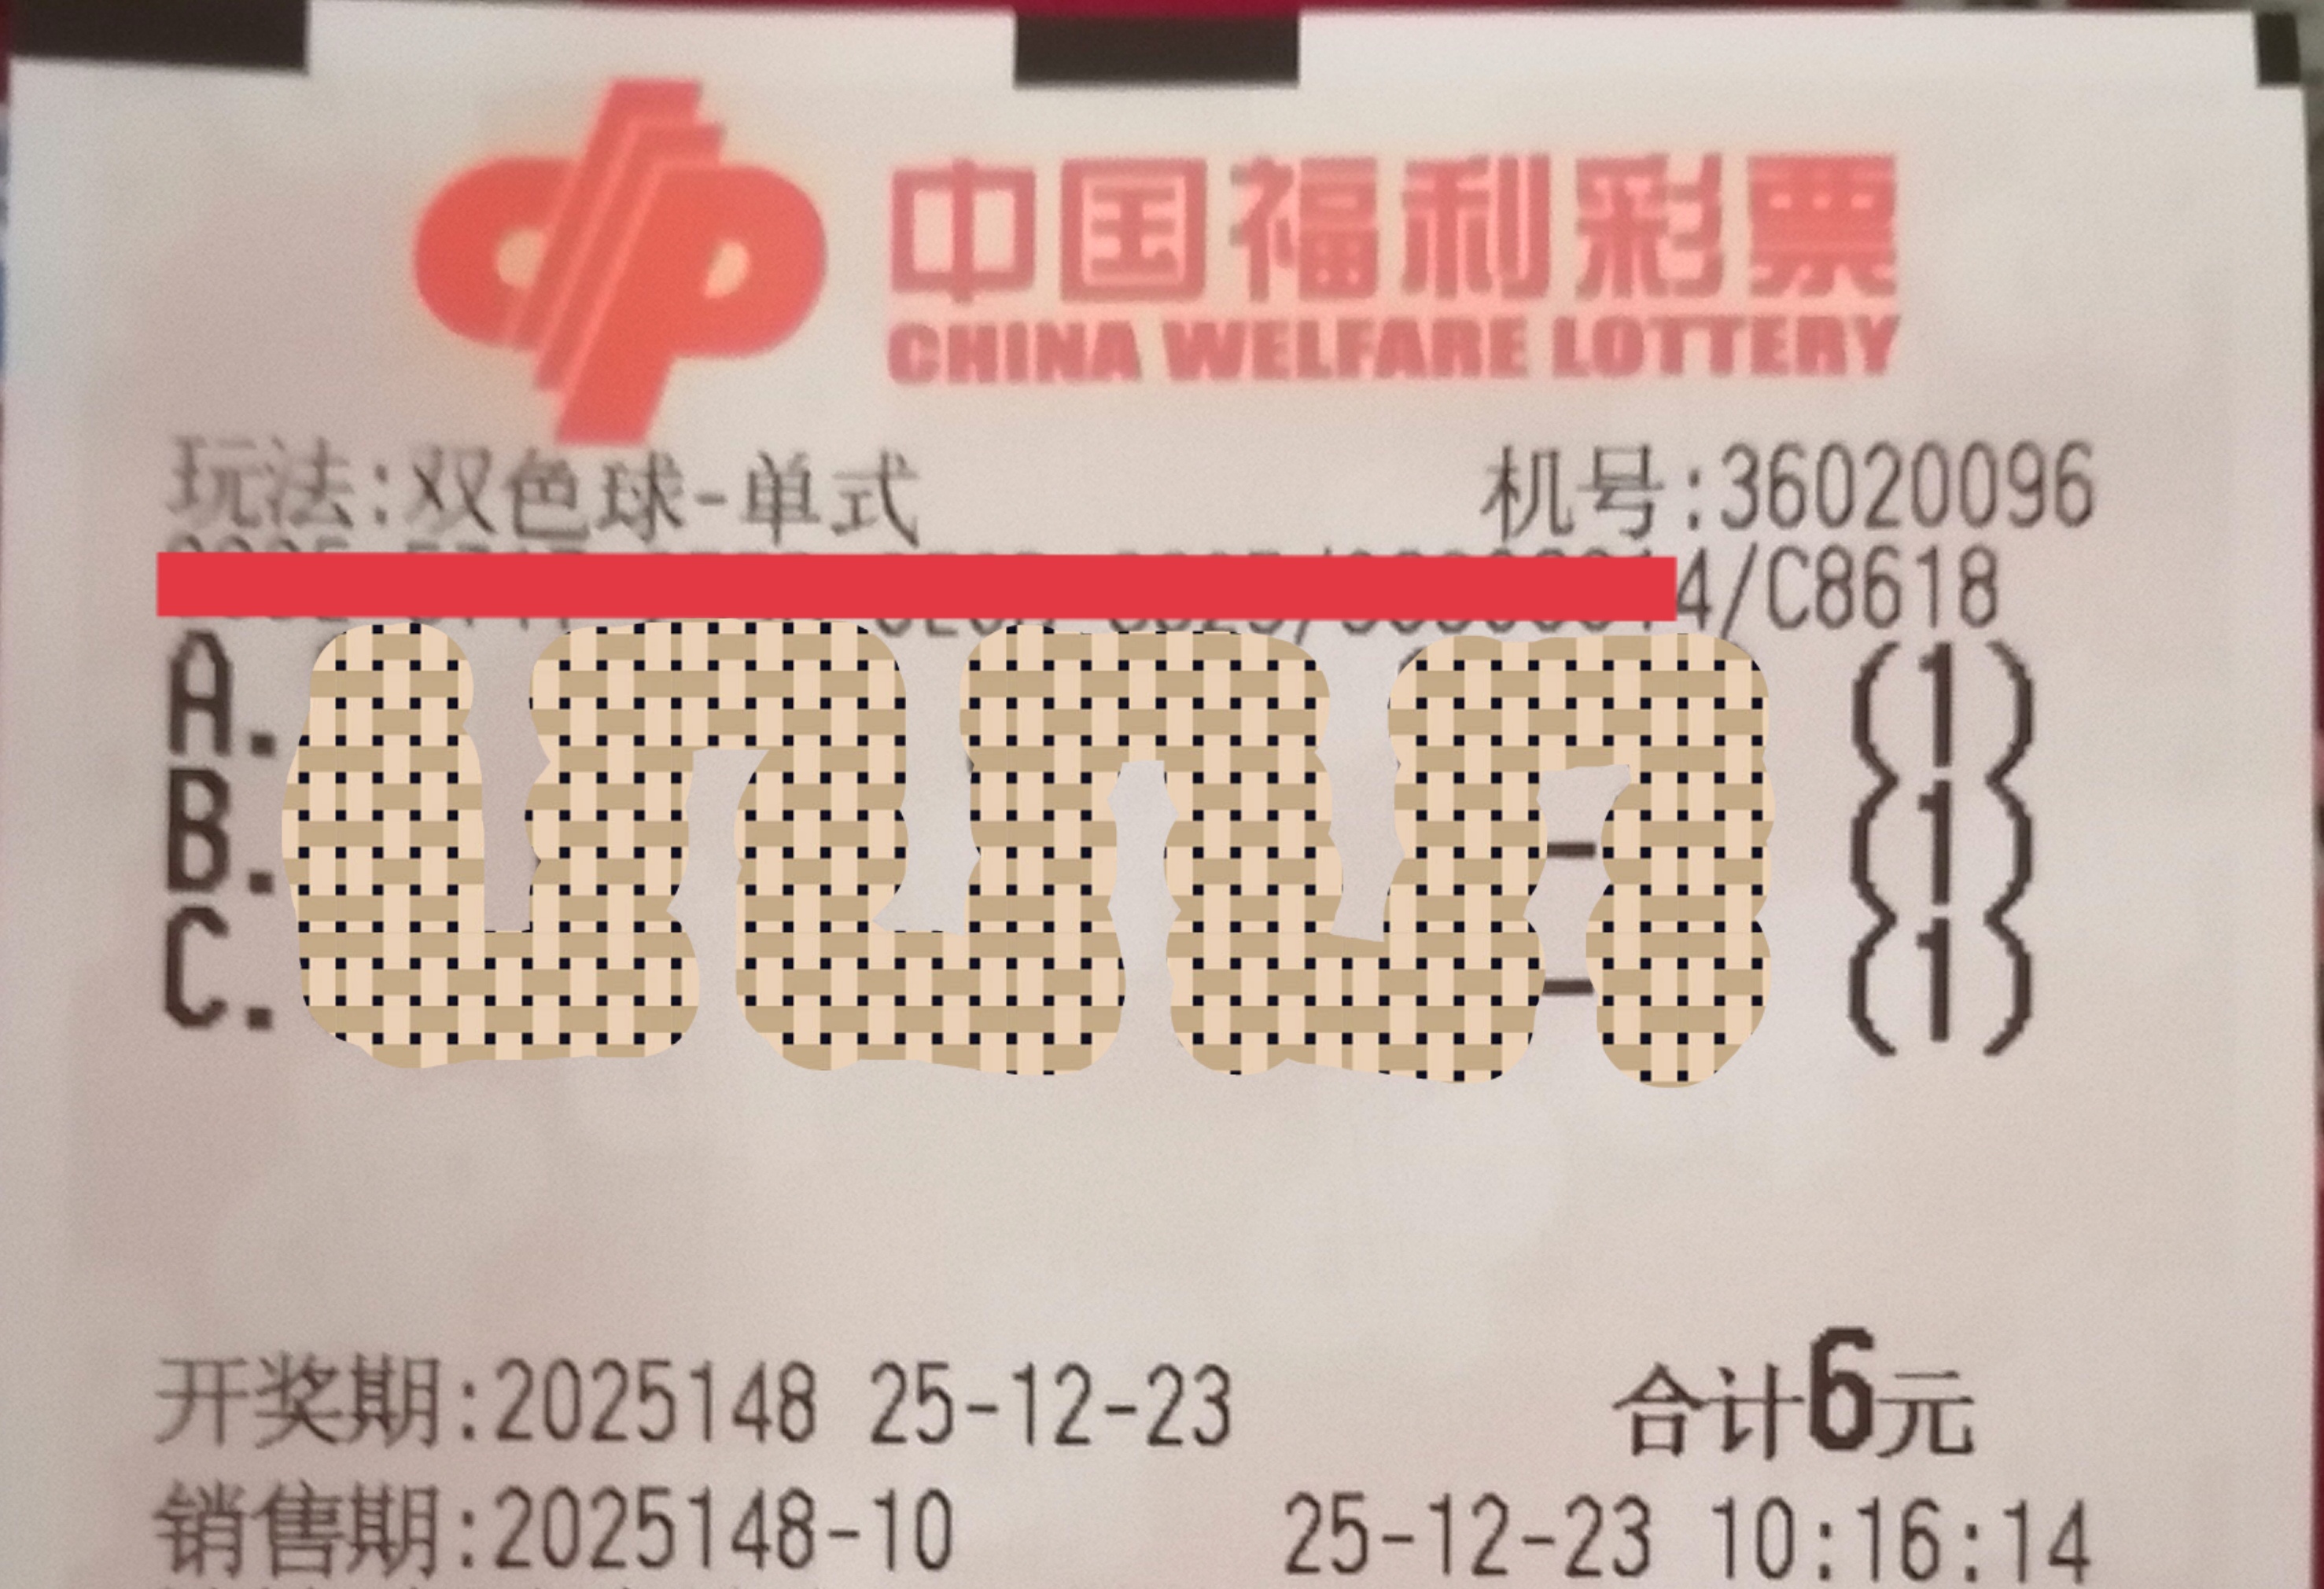 中国福利彩票
CHINA WELFARE LOTTERY
玩法:双色球-单式 机号:36020096
4/C8618
A. (1)
B. - (1)
C. - (1)
开奖期:2025148 25-12-23 合计6元
销售期:2025148-10 25-12-23 10:16:14